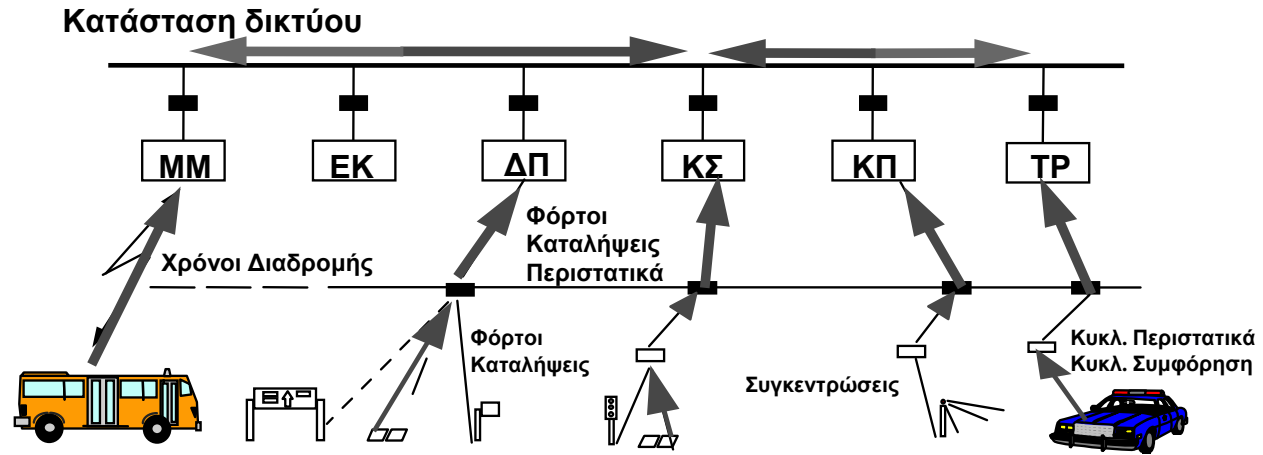 Κατάσταση δικτύου
ΜΜ ΕΚ ΔΠ ΚΣ ΚΠ ΤΡ
Φόρτοι
Καταλήψεις
Περιστατικά
Χρόνοι Διαδρομής
Φόρτοι
Καταλήψεις
Συγκεντρώσεις
Κυκλ. Περιστατικά
Κυκλ. Συμφόρηση